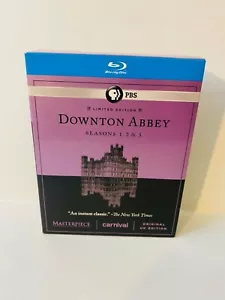 Blu-ray Disc
PBS
LIMITED EDITION
DOWNTON ABBEY
SEASONS 1, 2 & 3
"An instant classic." —The New York Times
MASTERPIECE
carnival
ORIGINAL
UK EDITION